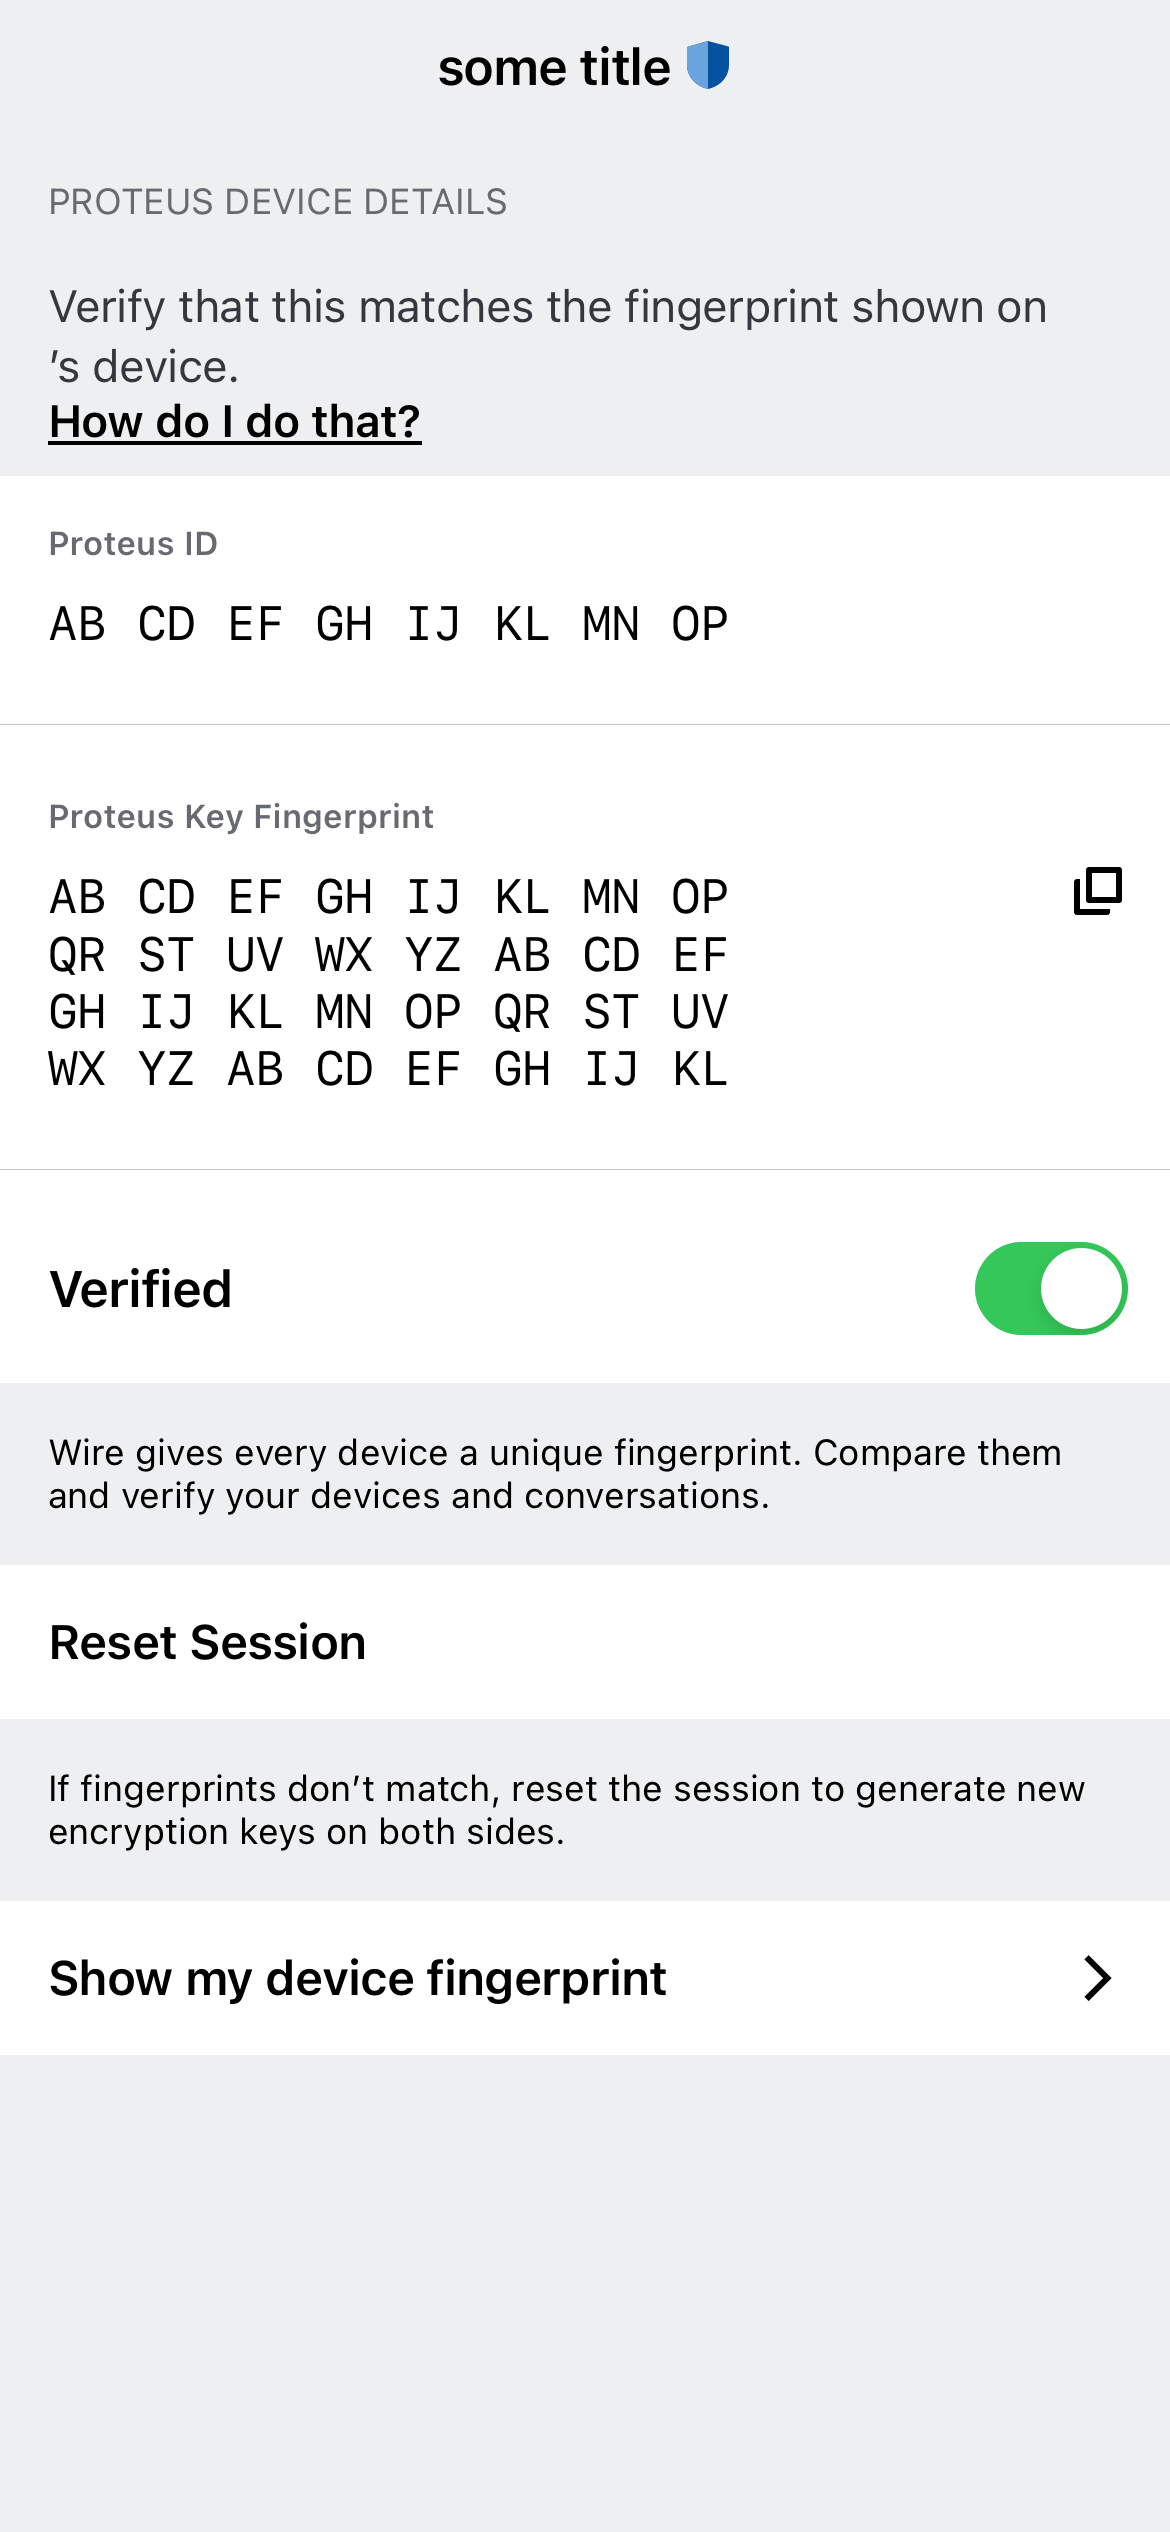 some title
PROTEUS DEVICE DETAILS
Verify that this matches the fingerprint shown on
’s device.
How do I do that?
Proteus ID
AB CD EF GH IJ KL MN OP
Proteus Key Fingerprint
AB CD EF GH IJ KL MN OP
QR ST UV WX YZ AB CD EF
GH IJ KL MN OP QR ST UV
WX YZ AB CD EF GH IJ KL
Verified
Wire gives every device a unique fingerprint. Compare them
and verify your devices and conversations.
Reset Session
If fingerprints don’t match, reset the session to generate new
encryption keys on both sides.
Show my device fingerprint